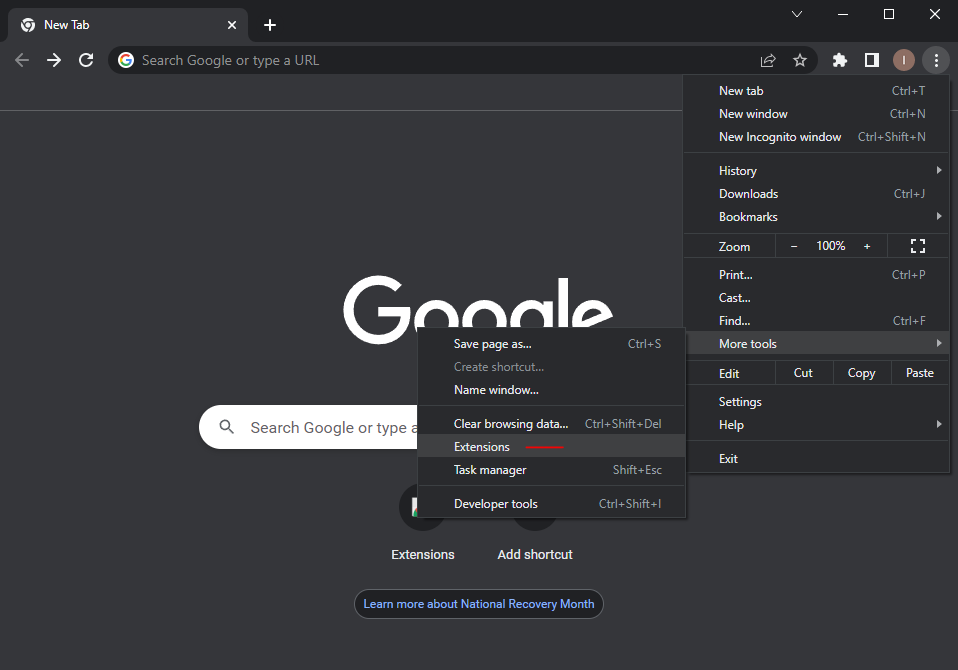 New Tab
Search Google or type a URL
I
New tab Ctrl+T
New window Ctrl+N
New Incognito window Ctrl+Shift+N
History
Downloads Ctrl+J
Bookmarks
Zoom − 100% +
Print... Ctrl+P
Cast...
Find... Ctrl+F
More tools
Edit Cut Copy Paste
Settings
Help
Exit
Google
Save page as... Ctrl+S
Create shortcut...
Name window...
Clear browsing data... Ctrl+Shift+Del
Extensions
Task manager Shift+Esc
Developer tools Ctrl+Shift+I
Search Google or type a
Extensions Add shortcut
Learn more about National Recovery Month